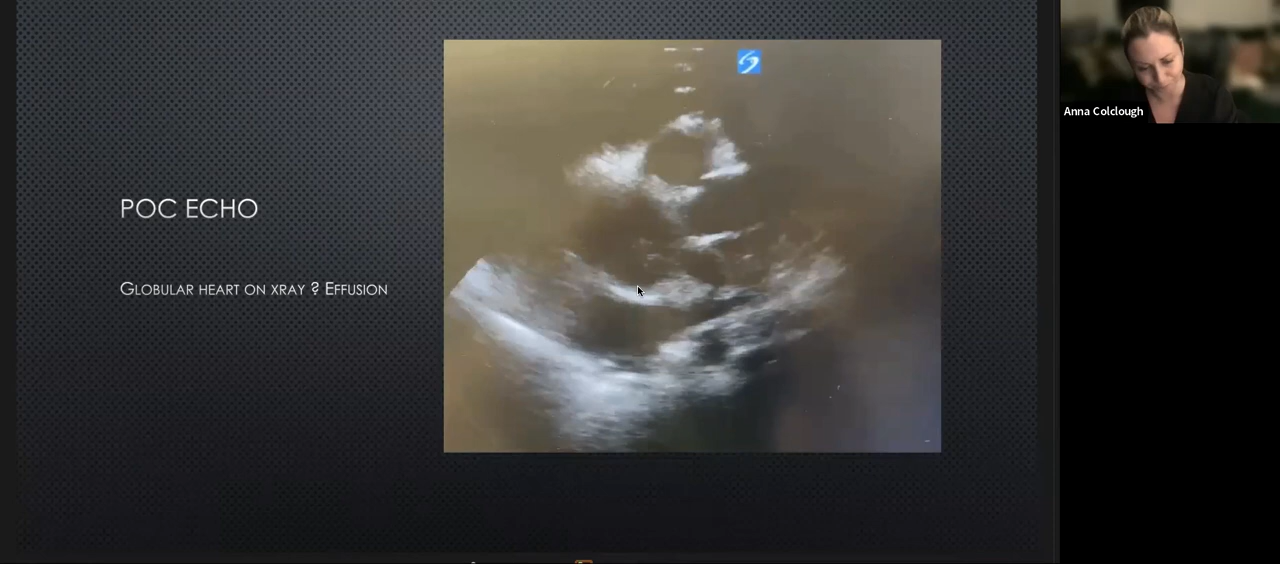 POC ECHO
GLOBULAR HEART ON XRAY ? EFFUSION
Anna Colclough